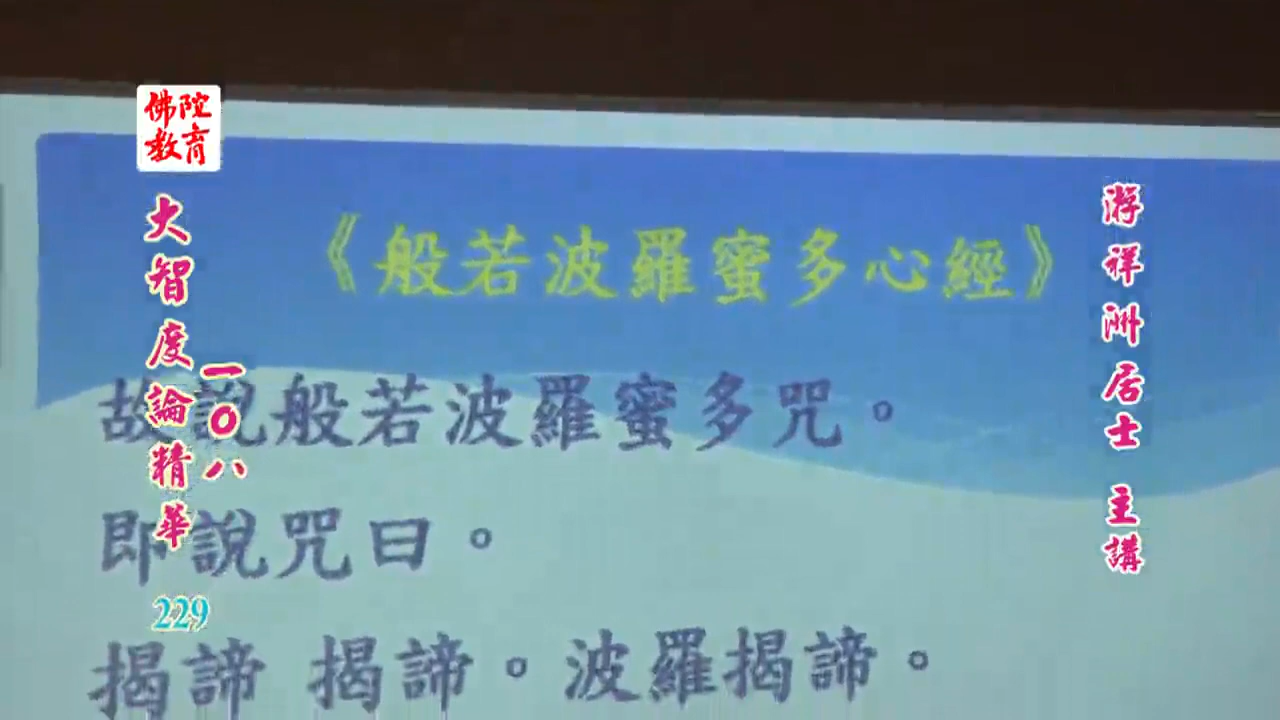 佛陀
教育
大智度論精華
一〇八
229
《般若波羅蜜多心經》
故說般若波羅蜜多咒。
即說咒曰。
揭諦 揭諦。波羅揭諦。
游祥洲居士 主講